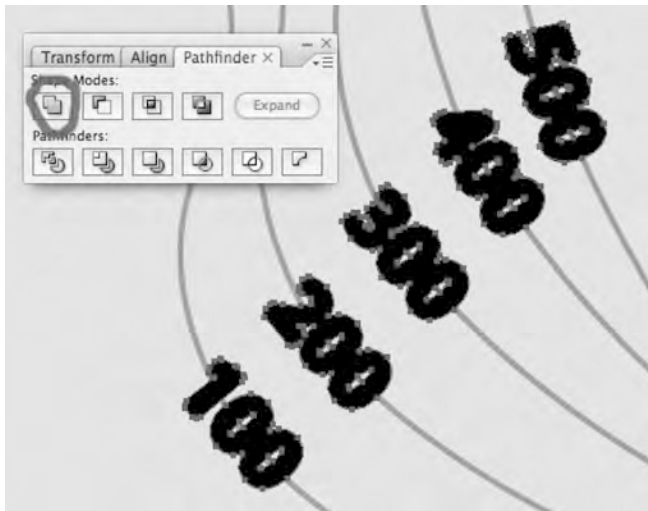 Transform Align Pathfinder
Shape Modes:
Expand
Pathfinders:
500
400
300
200
100